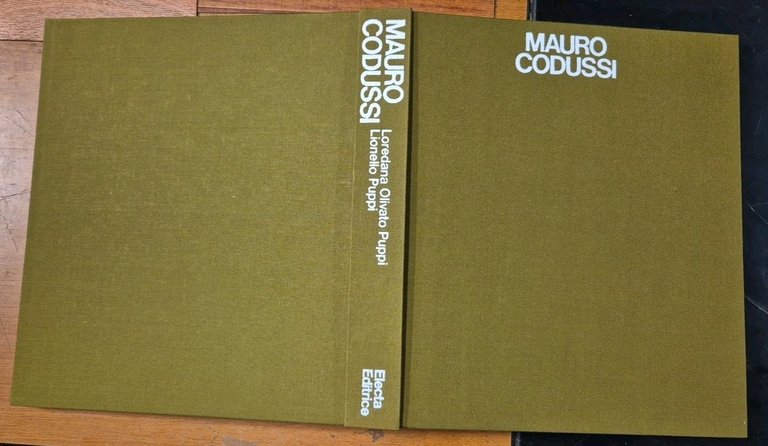 MAURO
CODUSSI
Loredana Olivato Puppi
Lionello Puppi
Electa
Editrice
MAURO
CODUSSI